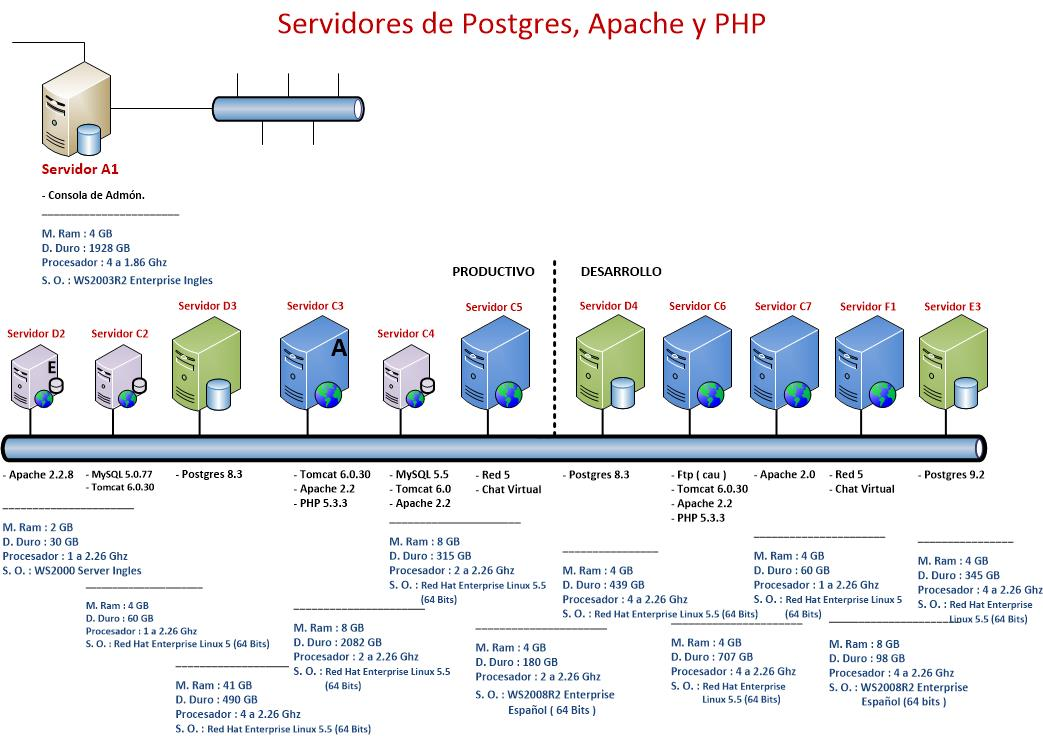 Servidores de Postgres, Apache y PHP
Servidor A1
- Consola de Admón.
M. Ram : 4 GB
D. Duro : 1928 GB
Procesador : 4 a 1.86 Ghz
S. O. : WS2003R2 Enterprise Ingles
PRODUCTIVO
DESARROLLO
Servidor D2
E
- Apache 2.2.8
M. Ram : 2 GB
D. Duro : 30 GB
Procesador : 1 a 2.26 Ghz
S. O. : WS2000 Server Ingles
Servidor C2
- MySQL 5.0.77
- Tomcat 6.0.30
M. Ram : 4 GB
D. Duro : 60 GB
Procesador : 1 a 2.26 Ghz
S. O. : Red Hat Enterprise Linux 5 (64 Bits)
Servidor D3
- Postgres 8.3
M. Ram : 41 GB
D. Duro : 490 GB
Procesador : 4 a 2.26 Ghz
S. O. : Red Hat Enterprise Linux 5.5 (64 Bits)
Servidor C3
A
- Tomcat 6.0.30
- Apache 2.2
- PHP 5.3.3
M. Ram : 8 GB
D. Duro : 2082 GB
Procesador : 2 a 2.26 Ghz
S. O. : Red Hat Enterprise Linux 5.5
(64 Bits)
Servidor C4
- MySQL 5.5
- Tomcat 6.0
- Apache 2.2
M. Ram : 8 GB
D. Duro : 315 GB
Procesador : 2 a 2.26 Ghz
S. O. : Red Hat Enterprise Linux 5.5
(64 Bits)
Servidor C5
- Red 5
- Chat Virtual
M. Ram : 4 GB
D. Duro : 180 GB
Procesador : 2 a 2.26 Ghz
S. O. : WS2008R2 Enterprise
Español ( 64 Bits )
Servidor D4
- Postgres 8.3
M. Ram : 4 GB
D. Duro : 439 GB
Procesador : 4 a 2.26 Ghz
S. O. : Red Hat Enterprise Linux 5.5 (64 Bits)
Servidor C6
- Ftp ( cau )
- Tomcat 6.0.30
- Apache 2.2
- PHP 5.3.3
M. Ram : 4 GB
D. Duro : 707 GB
Procesador : 4 a 2.26 Ghz
S. O. : Red Hat Enterprise
Linux 5.5 (64 Bits)
Servidor C7
- Apache 2.0
M. Ram : 4 GB
D. Duro : 60 GB
Procesador : 1 a 2.26 Ghz
S. O. : Red Hat Enterprise Linux 5
(64 Bits)
Servidor F1
- Red 5
- Chat Virtual
M. Ram : 8 GB
D. Duro : 98 GB
Procesador : 4 a 2.26 Ghz
S. O. : WS2008R2 Enterprise
Español (64 bits )
Servidor E3
- Postgres 9.2
M. Ram : 4 GB
D. Duro : 345 GB
Procesador : 4 a 2.26 Ghz
S. O. : Red Hat Enterprise
Linux 5.5 (64 Bits)